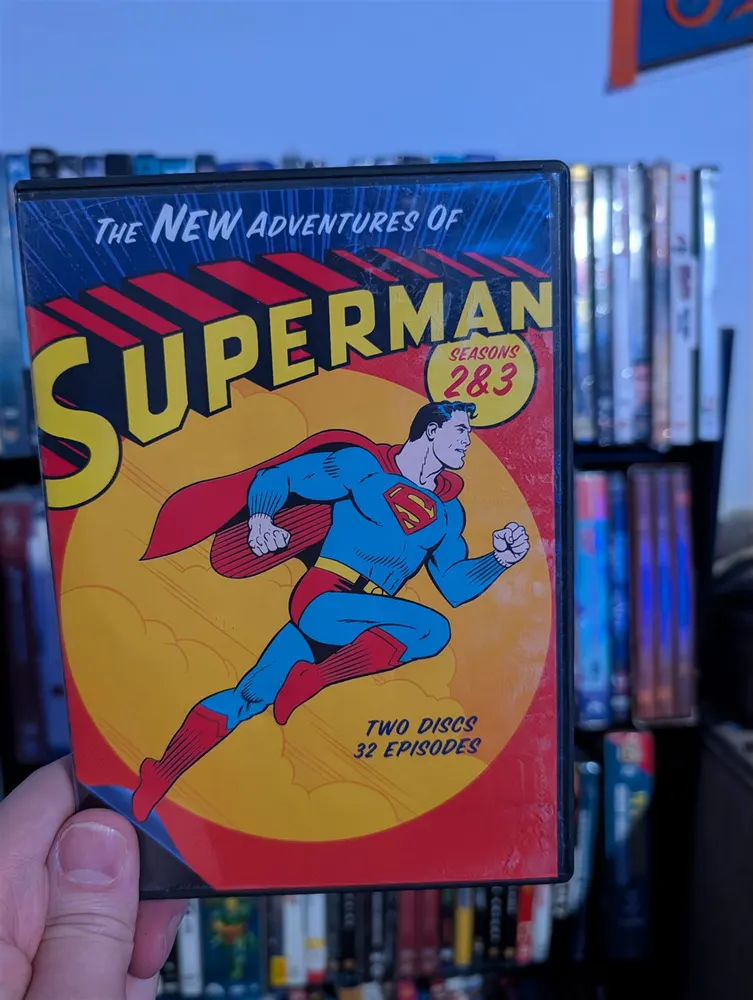 THE NEW ADVENTURES OF
SUPERMAN
SEASONS
2&3
S
TWO DISCS
32 EPISODES